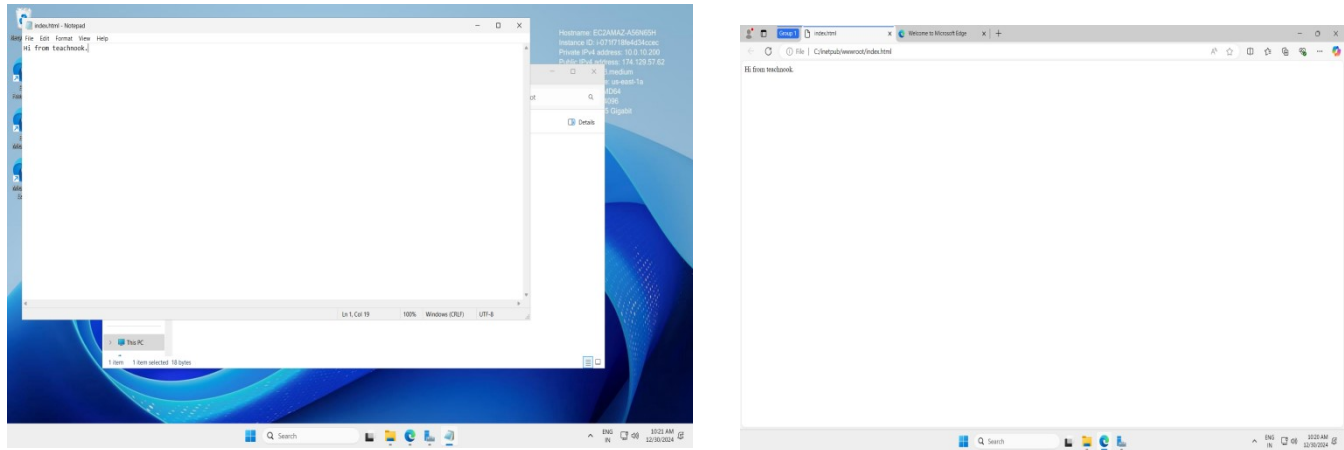 index.html - Notepad
File Edit Format View Help
Hi from teachnook.
Ln 1, Col 19 100% Windows (CRLF) UTF-8
Hostname: EC2AMAZ-A56N65H
Private IPv4 address: 10.0.10.200
Public IPv4 address: 174.129.57.62
Details
This PC
1 item 1 item selected 18 bytes
Search
ENG
IN
10:21 AM
12/30/2024
Group 1 index.html Welcome to Microsoft Edge
File C:/inetpub/wwwroot/index.html
Hi from teachnook.
Search
ENG
IN
10:20 AM
12/30/2024